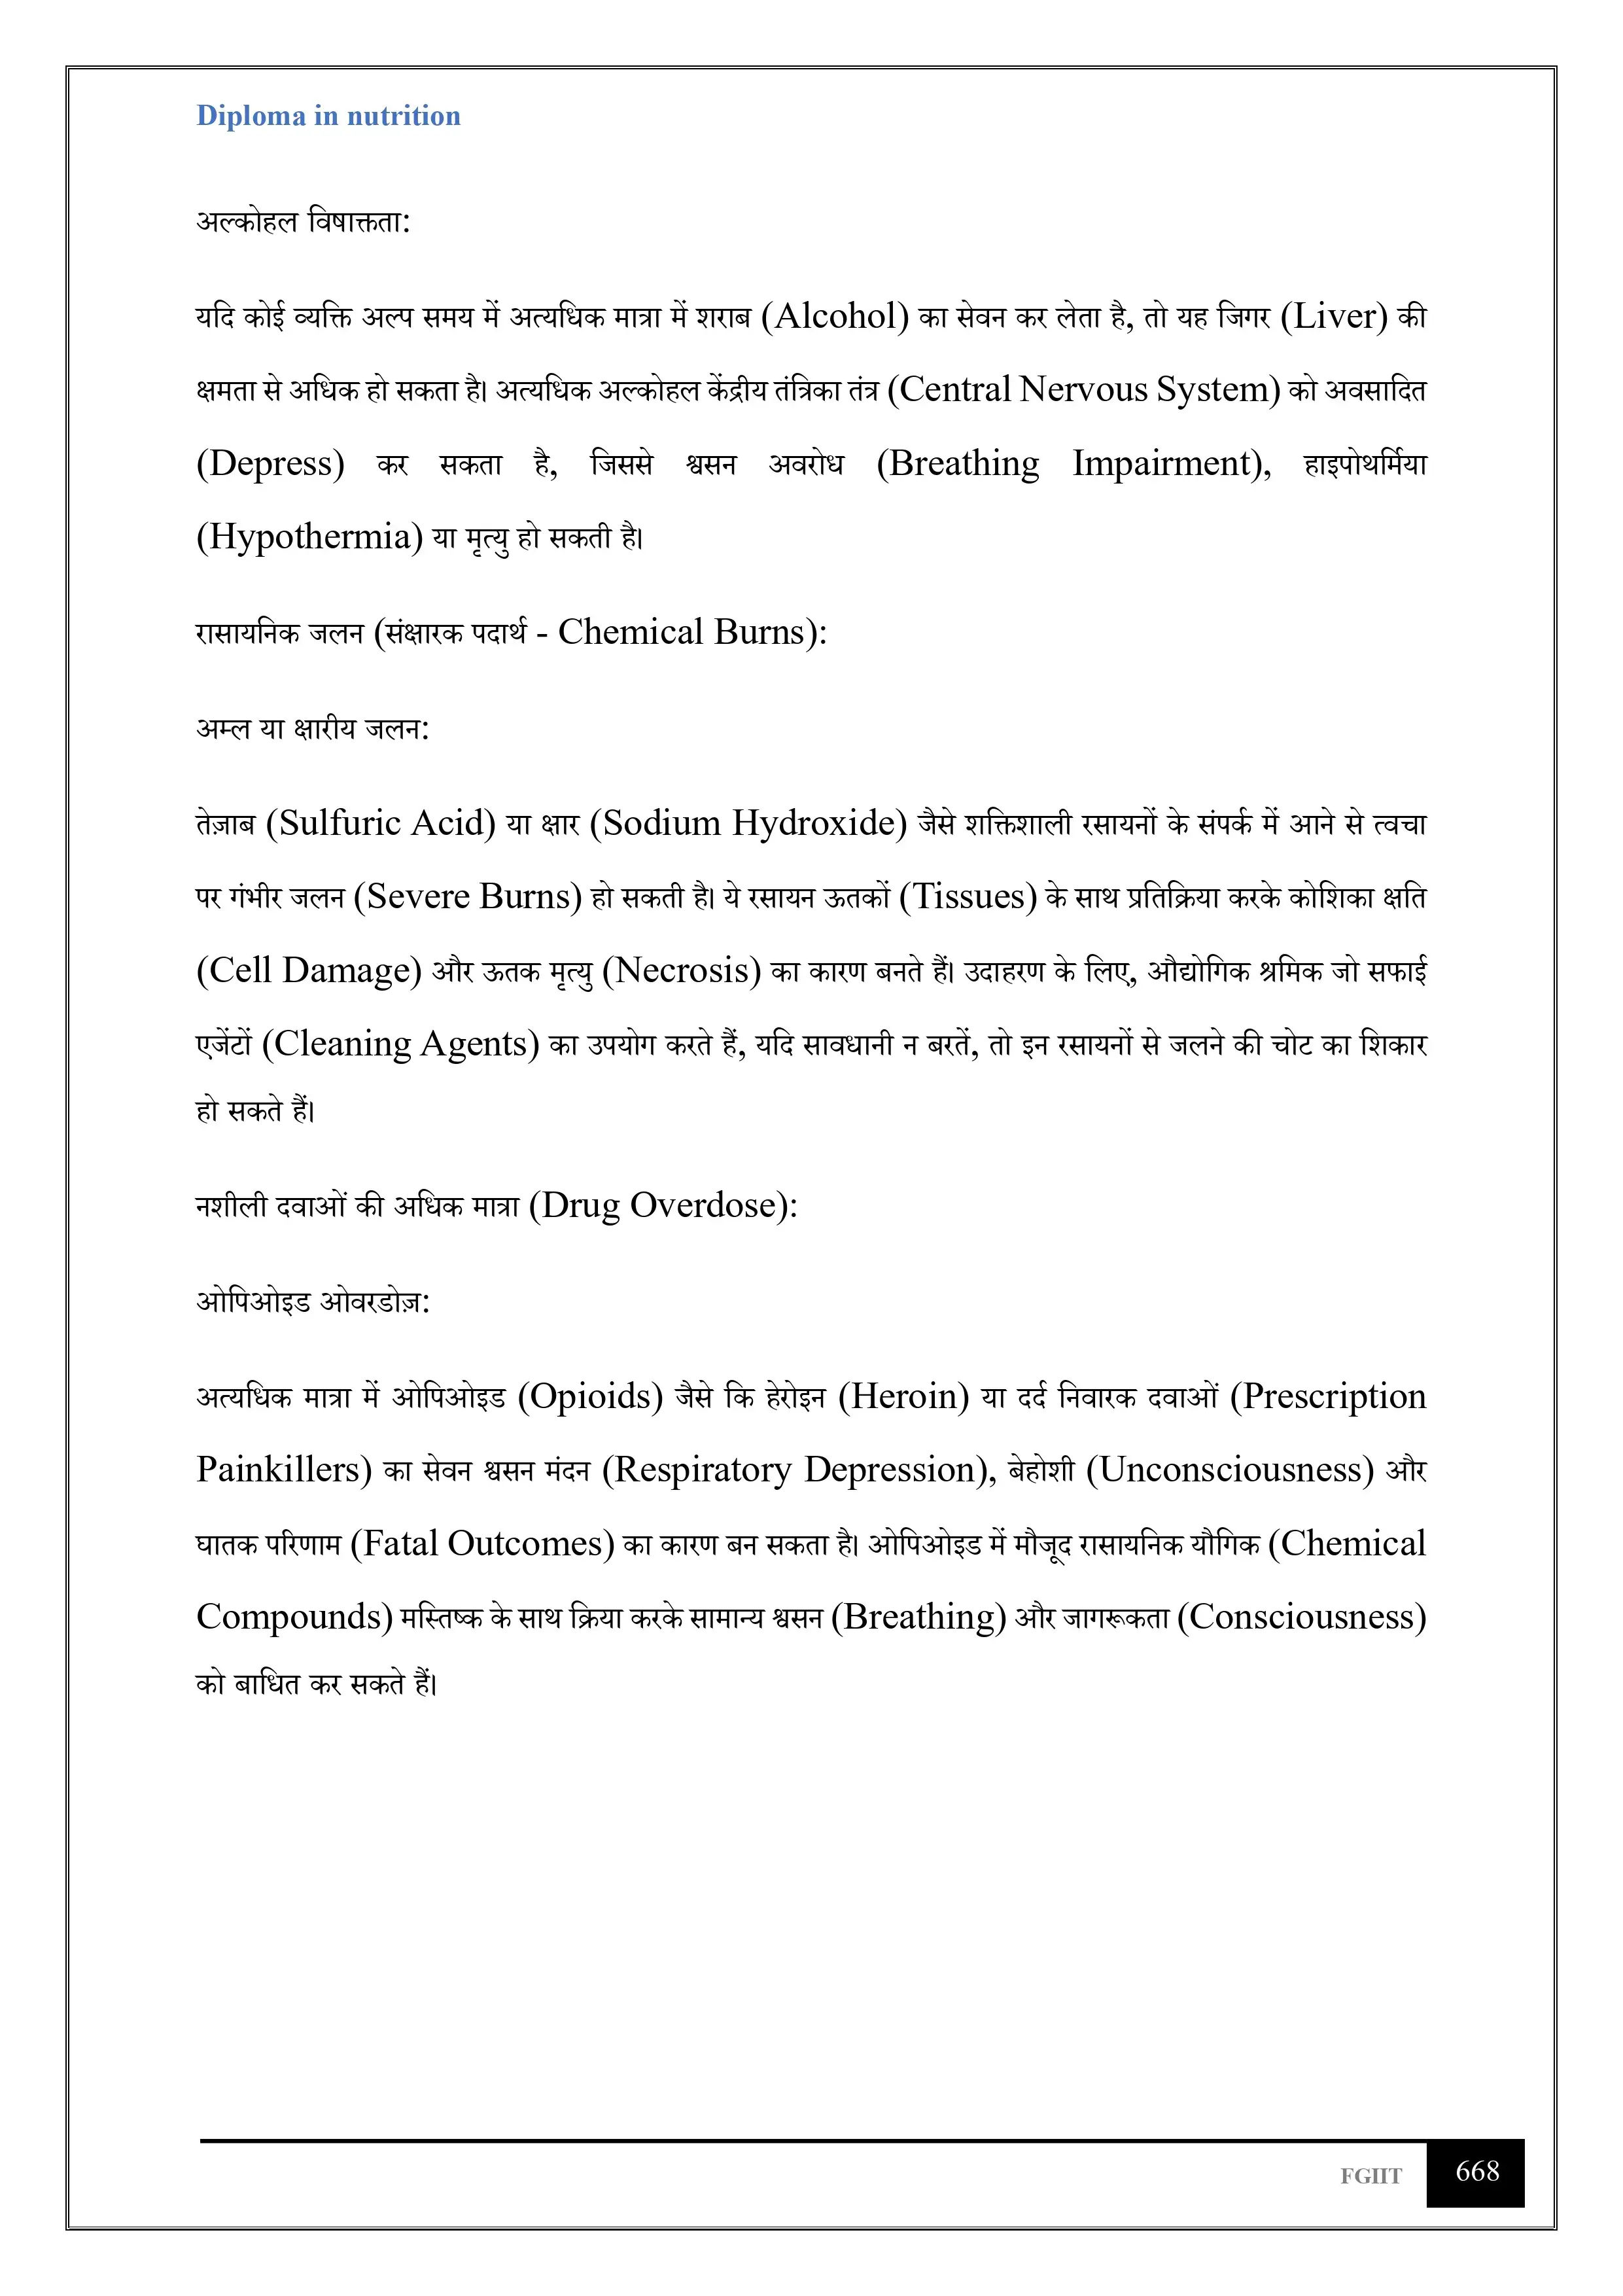 Diploma in nutrition
अल्कोहल विषाक्तता:
यदि कोई व्यक्ति अल्प समय में अत्यधिक मात्रा में शराब (Alcohol) का सेवन कर लेता है, तो यह जिगर (Liver) की
क्षमता से अधिक हो सकता है। अत्यधिक अल्कोहल केंद्रीय तंत्रिका तंत्र (Central Nervous System) को अवसादित
(Depress) कर सकता है, जिससे श्वसन अवरोध (Breathing Impairment), हाइपोथर्मिया
(Hypothermia) या मृत्यु हो सकती है।
रासायनिक जलन (संक्षारक पदार्थ - Chemical Burns):
अम्ल या क्षारीय जलन:
तेज़ाब (Sulfuric Acid) या क्षार (Sodium Hydroxide) जैसे शक्तिशाली रसायनों के संपर्क में आने से त्वचा
पर गंभीर जलन (Severe Burns) हो सकती है। ये रसायन ऊतकों (Tissues) के साथ प्रतिक्रिया करके कोशिका क्षति
(Cell Damage) और ऊतक मृत्यु (Necrosis) का कारण बनते हैं। उदाहरण के लिए, औद्योगिक श्रमिक जो सफाई
एजेंटों (Cleaning Agents) का उपयोग करते हैं, यदि सावधानी न बरतें, तो इन रसायनों से जलने की चोट का शिकार
हो सकते हैं।
नशीली दवाओं की अधिक मात्रा (Drug Overdose):
ओपिओइड ओवरडोज़:
अत्यधिक मात्रा में ओपिओइड (Opioids) जैसे कि हेरोइन (Heroin) या दर्द निवारक दवाओं (Prescription
Painkillers) का सेवन श्वसन मंदन (Respiratory Depression), बेहोशी (Unconsciousness) और
घातक परिणाम (Fatal Outcomes) का कारण बन सकता है। ओपिओइड में मौजूद रासायनिक यौगिक (Chemical
Compounds) मस्तिष्क के साथ क्रिया करके सामान्य श्वसन (Breathing) और जागरूकता (Consciousness)
को बाधित कर सकते हैं।
FGIIT 668